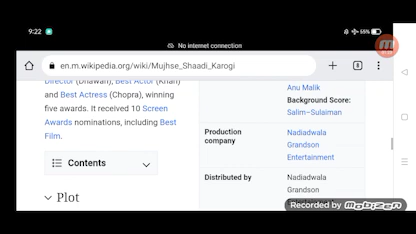 9:22
55%
No internet connection
en.m.wikipedia.org/wiki/Mujhse_Shaadi_Karogi
8
Director (Dhawan), Best Actor (Khan)
and Best Actress (Chopra), winning
five awards. It received 10 Screen
Awards nominations, including Best
Film.
Contents
Plot
Anu Malik
Background Score:
Salim–Sulaiman
Production
company
Nadiadwala
Grandson
Entertainment
Distributed by
Nadiadwala
Grandson
Recorded by
Mobizen